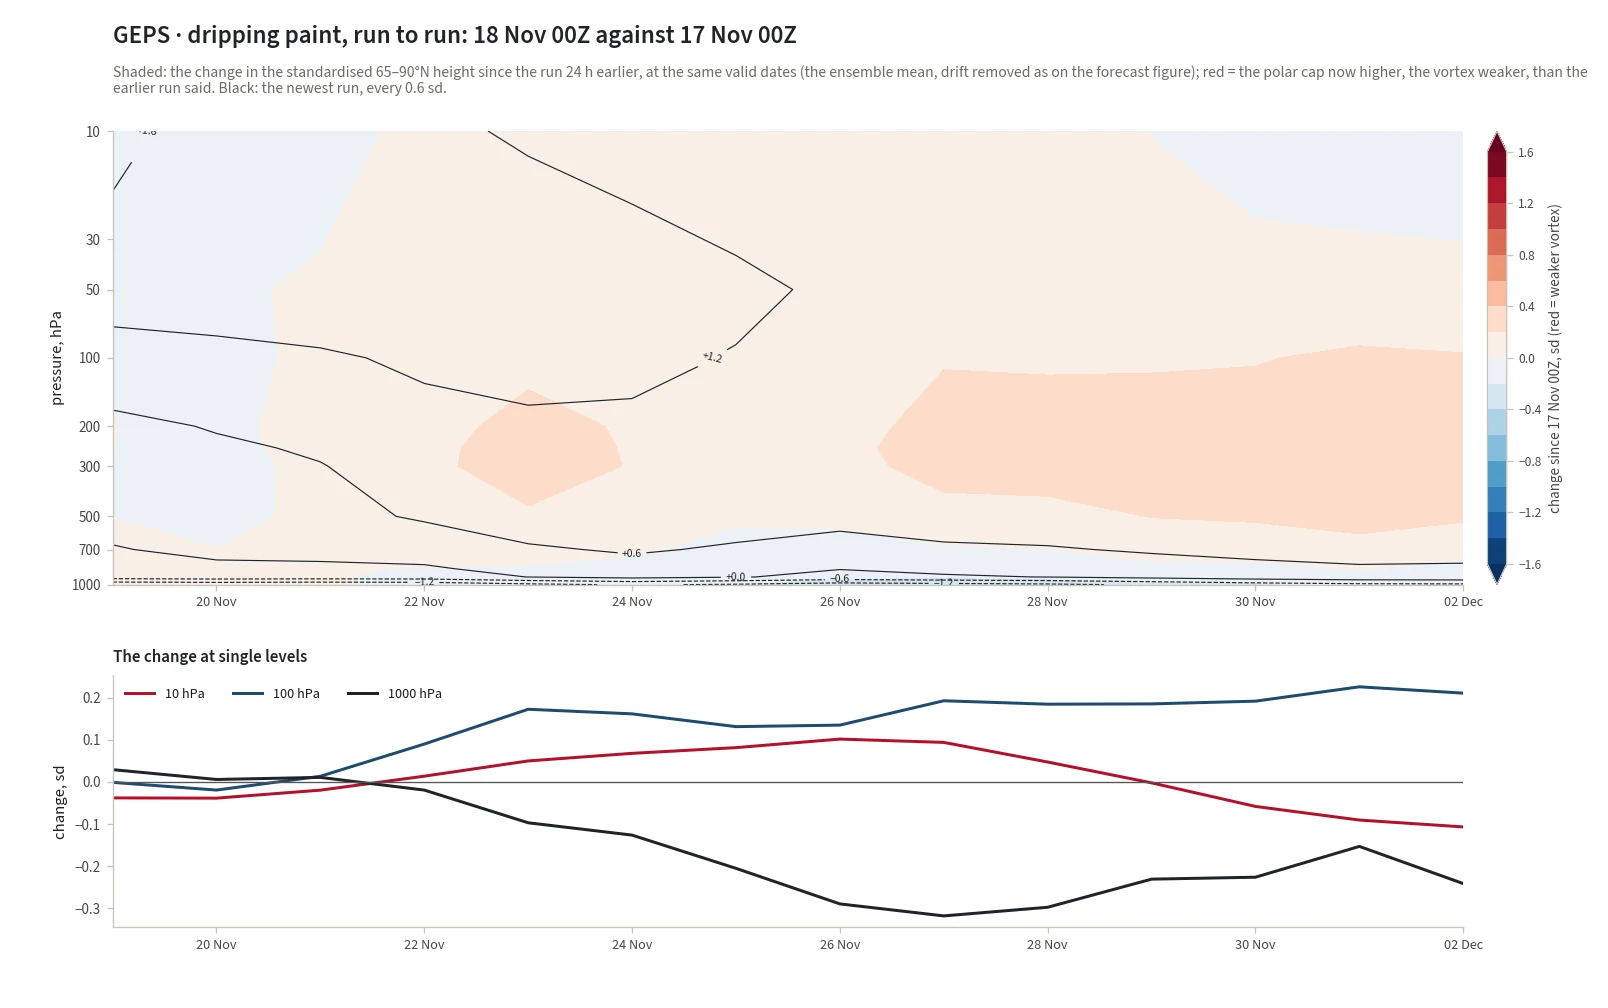 GEPS · dripping paint, run to run: 18 Nov 00Z against 17 Nov 00Z
Shaded: the change in the standardised 65–90°N height since the run 24 h earlier, at the same valid dates (the ensemble mean, drift removed as on the forecast figure); red = the polar cap now higher, the vortex weaker, than the
earlier run said. Black: the newest run, every 0.6 sd.
10
30
50
100
200
300
500
700
1000
pressure, hPa
+1.2
+0.6
+0.0
−0.6
−1.2
−1.2
20 Nov
22 Nov
24 Nov
26 Nov
28 Nov
30 Nov
02 Dec
1.6
1.2
0.8
0.4
0.0
−0.4
−0.8
−1.2
−1.6
change since 17 Nov 00Z, sd (red = weaker vortex)
The change at single levels
10 hPa
100 hPa
1000 hPa
0.2
0.1
0.0
−0.1
−0.2
−0.3
change, sd
20 Nov
22 Nov
24 Nov
26 Nov
28 Nov
30 Nov
02 Dec